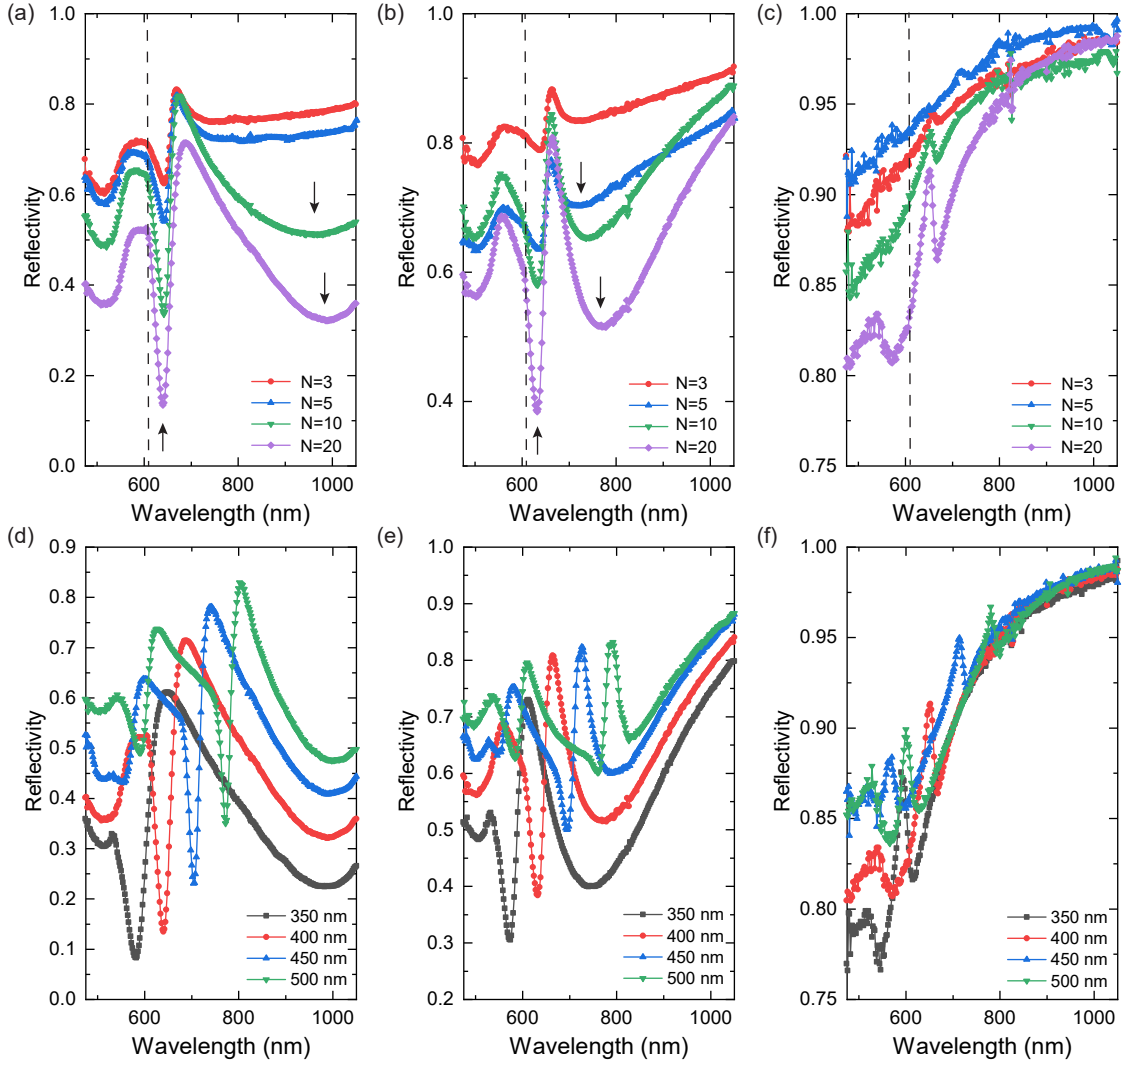 (a)
1.0
0.8
0.6
0.4
0.2
0.0
Reflectivity
N=3
N=5
N=10
N=20
600 800 1000
Wavelength (nm)
(b)
1.0
0.8
0.6
0.4
Reflectivity
N=3
N=5
N=10
N=20
600 800 1000
Wavelength (nm)
(c)
1.00
0.95
0.90
0.85
0.80
0.75
Reflectivity
N=3
N=5
N=10
N=20
600 800 1000
Wavelength (nm)
(d)
0.9
0.8
0.7
0.6
0.5
0.4
0.3
0.2
0.1
0.0
Reflectivity
350 nm
400 nm
450 nm
500 nm
600 800 1000
Wavelength (nm)
(e)
1.0
0.9
0.8
0.7
0.6
0.5
0.4
0.3
0.2
Reflectivity
350 nm
400 nm
450 nm
500 nm
600 800 1000
Wavelength (nm)
(f)
1.00
0.95
0.90
0.85
0.80
0.75
Reflectivity
350 nm
400 nm
450 nm
500 nm
600 800 1000
Wavelength (nm)